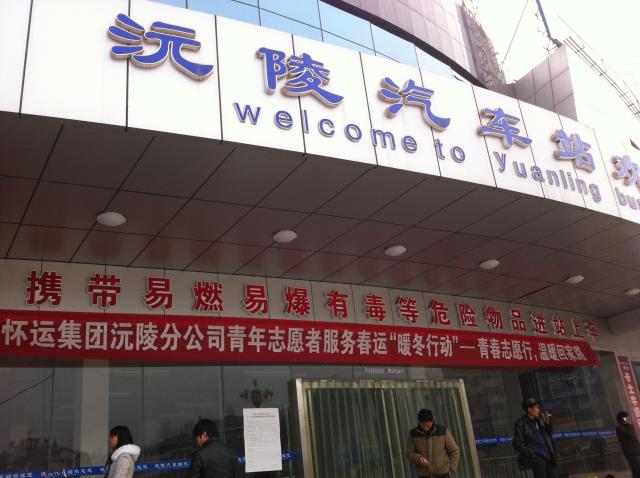 沅陵汽车站欢
welcome to yuanling bus
携带易燃易爆有毒等危险物品进站上车
怀运集团沅陵分公司青年志愿者服务春运“暖冬行动”—青春志愿行，温暖回家路。